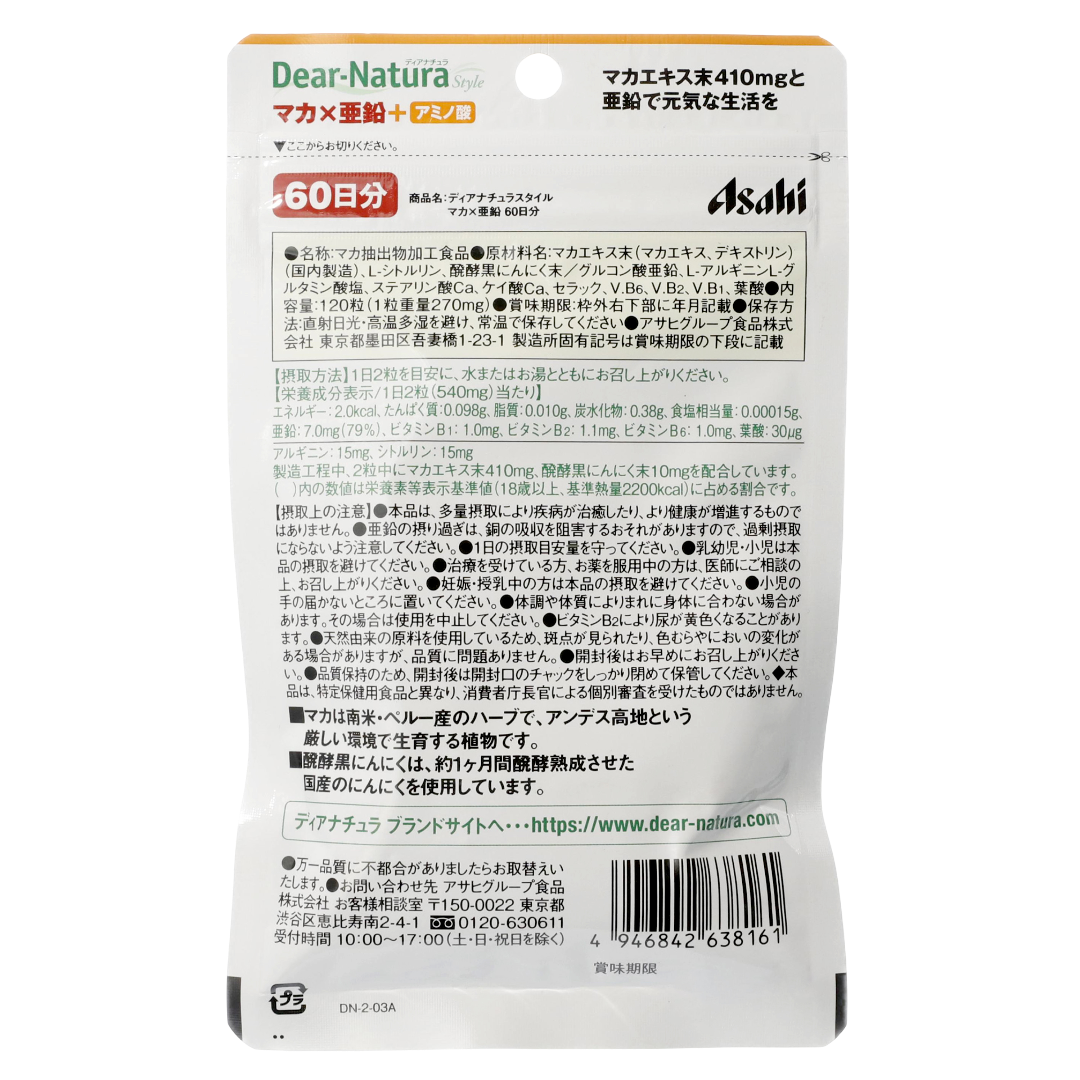 ディアナチュラ
Dear-Natura Style
マカ×亜鉛+ アミノ酸
マカエキス末410mgと
亜鉛で元気な生活を
▼ここからお切りください。
60日分
商品名:ディアナチュラスタイル
マカ×亜鉛 60日分
Asahi
●名称:マカ抽出物加工食品●原材料名:マカエキス末(マカエキス、デキストリン)
(国内製造)、L-シトルリン、醗酵黒にんにく末/グルコン酸亜鉛、L-アルギニンL-グ
ルタミン酸塩、ステアリン酸Ca、ケイ酸Ca、セラック、V.B6、V.B2、V.B1、葉酸●内
容量:120粒(1粒重量270mg)●賞味期限:枠外右下部に年月記載●保存方
法:直射日光・高温多湿を避け、常温で保存してください●アサヒグループ食品株式
会社 東京都墨田区吾妻橋1-23-1 製造所固有記号は賞味期限の下段に記載
【摂取方法】1日2粒を目安に、水またはお湯とともにお召し上がりください。
【栄養成分表示/1日2粒(540mg)当たり】
エネルギー:2.0kcal、たんぱく質:0.098g、脂質:0.010g、炭水化物:0.38g、食塩相当量:0.00015g、
亜鉛:7.0mg(79%)、ビタミンB1:1.0mg、ビタミンB2:1.1mg、ビタミンB6:1.0mg、葉酸:30μg
アルギニン:15mg、シトルリン:15mg
製造工程中、2粒中にマカエキス末410mg、醗酵黒にんにく末10mgを配合しています。
( )内の数値は栄養素等表示基準値(18歳以上、基準熱量2200kcal)に占める割合です。
【摂取上の注意】●本品は、多量摂取により疾病が治癒したり、より健康が増進するもので
はありません。●亜鉛の摂り過ぎは、銅の吸収を阻害するおそれがありますので、過剰摂取
にならないよう注意してください。●1日の摂取目安量を守ってください。●乳幼児・小児は本
品の摂取を避けてください。●治療を受けている方、お薬を服用中の方は、医師にご相談の
上、お召し上がりください。●妊娠・授乳中の方は本品の摂取を避けてください。●小児の
手の届かないところに置いてください。●体調や体質によりまれに身体に合わない場合が
あります。その場合は使用を中止してください。●ビタミンB2により尿が黄色くなることがあり
ます。●天然由来の原料を使用しているため、斑点が見られたり、色むらやにおいの変化が
ある場合がありますが、品質に問題ありません。●開封後はお早めにお召し上がりくださ
い。●品質保持のため、開封後は開封口のチャックをしっかり閉めて保管してください。◆本
品は、特定保健用食品と異なり、消費者庁長官による個別審査を受けたものではありません。
■マカは南米・ペルー産のハーブで、アンデス高地という
厳しい環境で生育する植物です。
■醗酵黒にんにくは、約1ヶ月間醗酵熟成させた
国産のにんにくを使用しています。
ディアナチュラ ブランドサイトへ・・・https://www.dear-natura.com
●万一品質に不都合がありましたらお取替えい
たします。●お問い合わせ先 アサヒグループ食品
株式会社 お客様相談室 〒150-0022 東京都
渋谷区恵比寿南2-4-1 0120-630611
受付時間 10:00～17:00(土・日・祝日を除く)
4 946842 638161
賞味期限
プラ
DN-2-03A